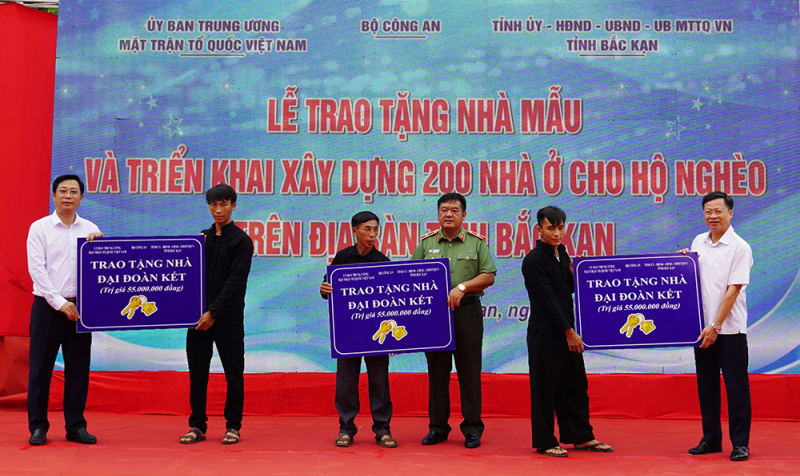 ỦY BAN TRUNG ƯƠNG
MẶT TRẬN TỔ QUỐC VIỆT NAM
BỘ CÔNG AN
TỈNH ỦY - HĐND - UBND - UB MTTQ VN
TỈNH BẮC KẠN
LỄ TRAO TẶNG NHÀ MẪU
VÀ TRIỂN KHAI XÂY DỰNG 200 NHÀ Ở CHO HỘ NGHÈO
TRÊN ĐỊA BÀN TỈNH BẮC KẠN
TRAO TẶNG NHÀ
ĐẠI ĐOÀN KẾT
(Trị giá 55.000.000 đồng)
TRAO TẶNG NHÀ
ĐẠI ĐOÀN KẾT
(Trị giá 55.000.000 đồng)
TRAO TẶNG NHÀ
ĐẠI ĐOÀN KẾT
(Trị giá 55.000.000 đồng)